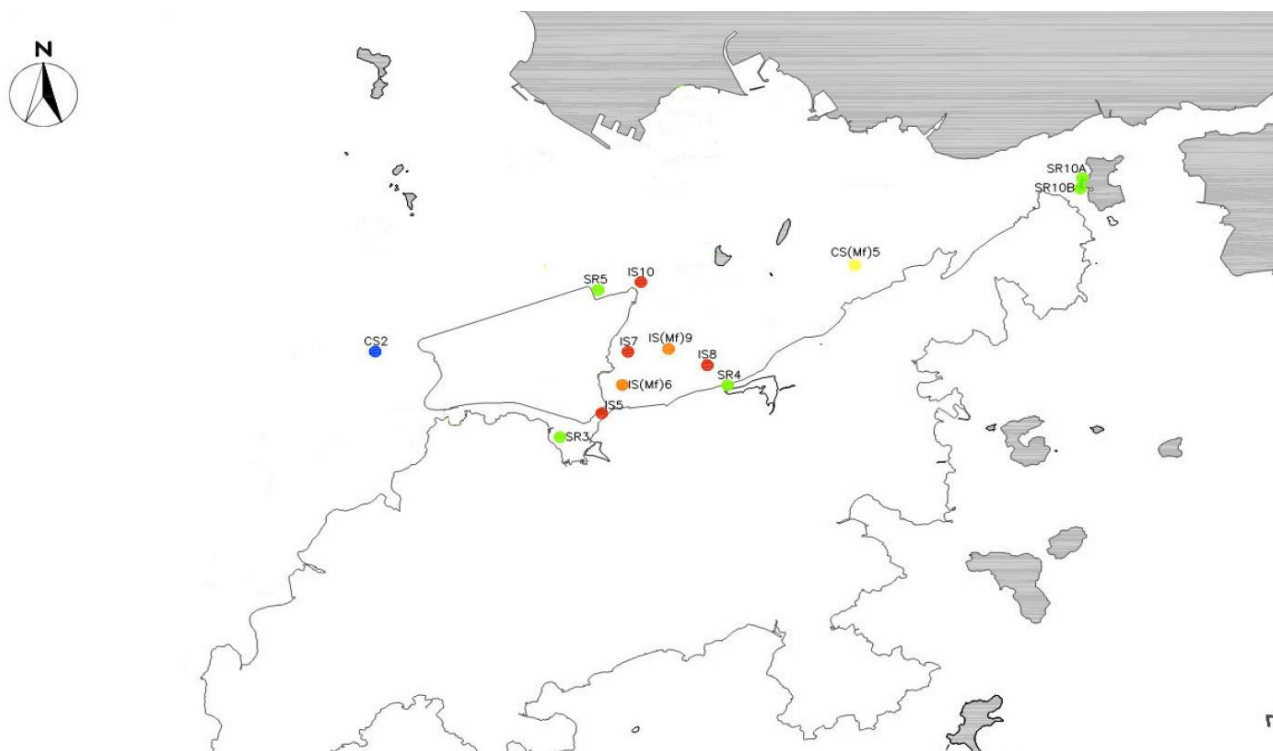 N
SR10A
SR10B
CS(Mf)5
IS10
SR5
CS2
IS7
IS(Mf)9
IS8
IS(Mf)6
SR4
IS5
SR3